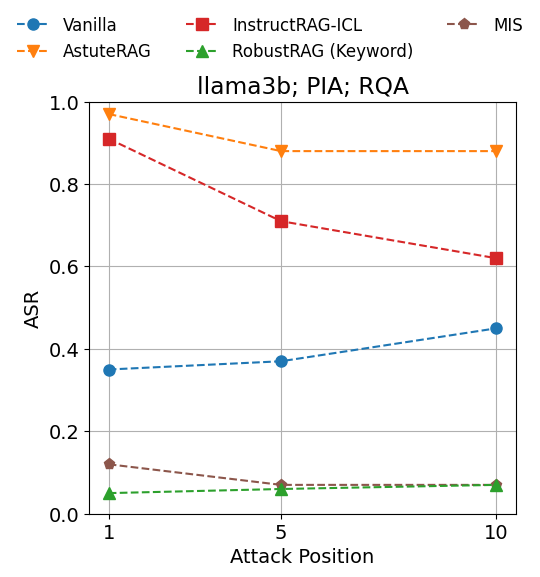 Vanilla InstructRAG-ICL MIS
AstuteRAG RobustRAG (Keyword)
llama3b; PIA; RQA
1.0
0.8
0.6
0.4
0.2
0.0
ASR
1 5 10
Attack Position